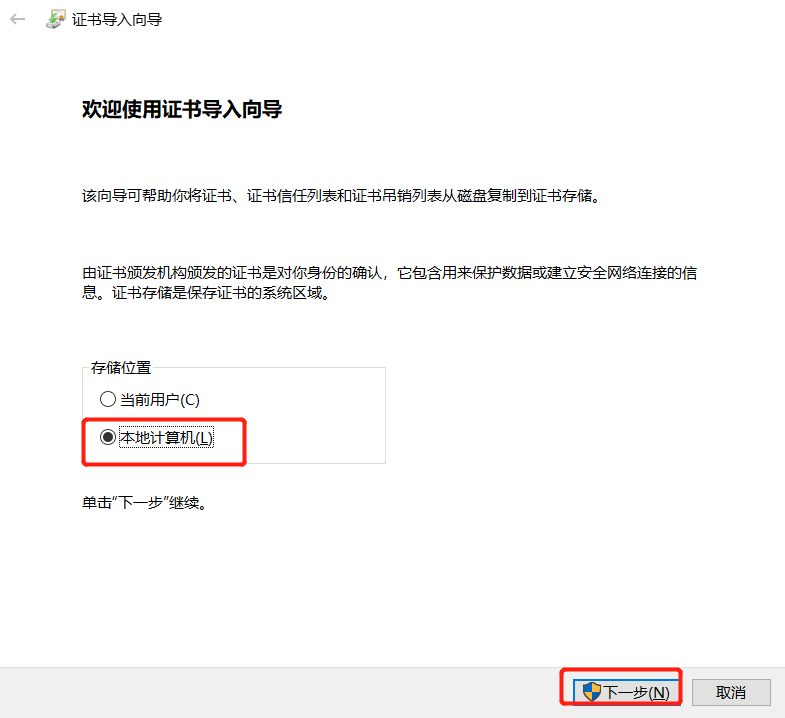 证书导入向导
欢迎使用证书导入向导
该向导可帮助你将证书、证书信任列表和证书吊销列表从磁盘复制到证书存储。
由证书颁发机构颁发的证书是对你身份的确认，它包含用来保护数据或建立安全网络连接的信
息。证书存储是保存证书的系统区域。
存储位置
当前用户(C)
本地计算机(L)
单击“下一步”继续。
下一步(N)
取消